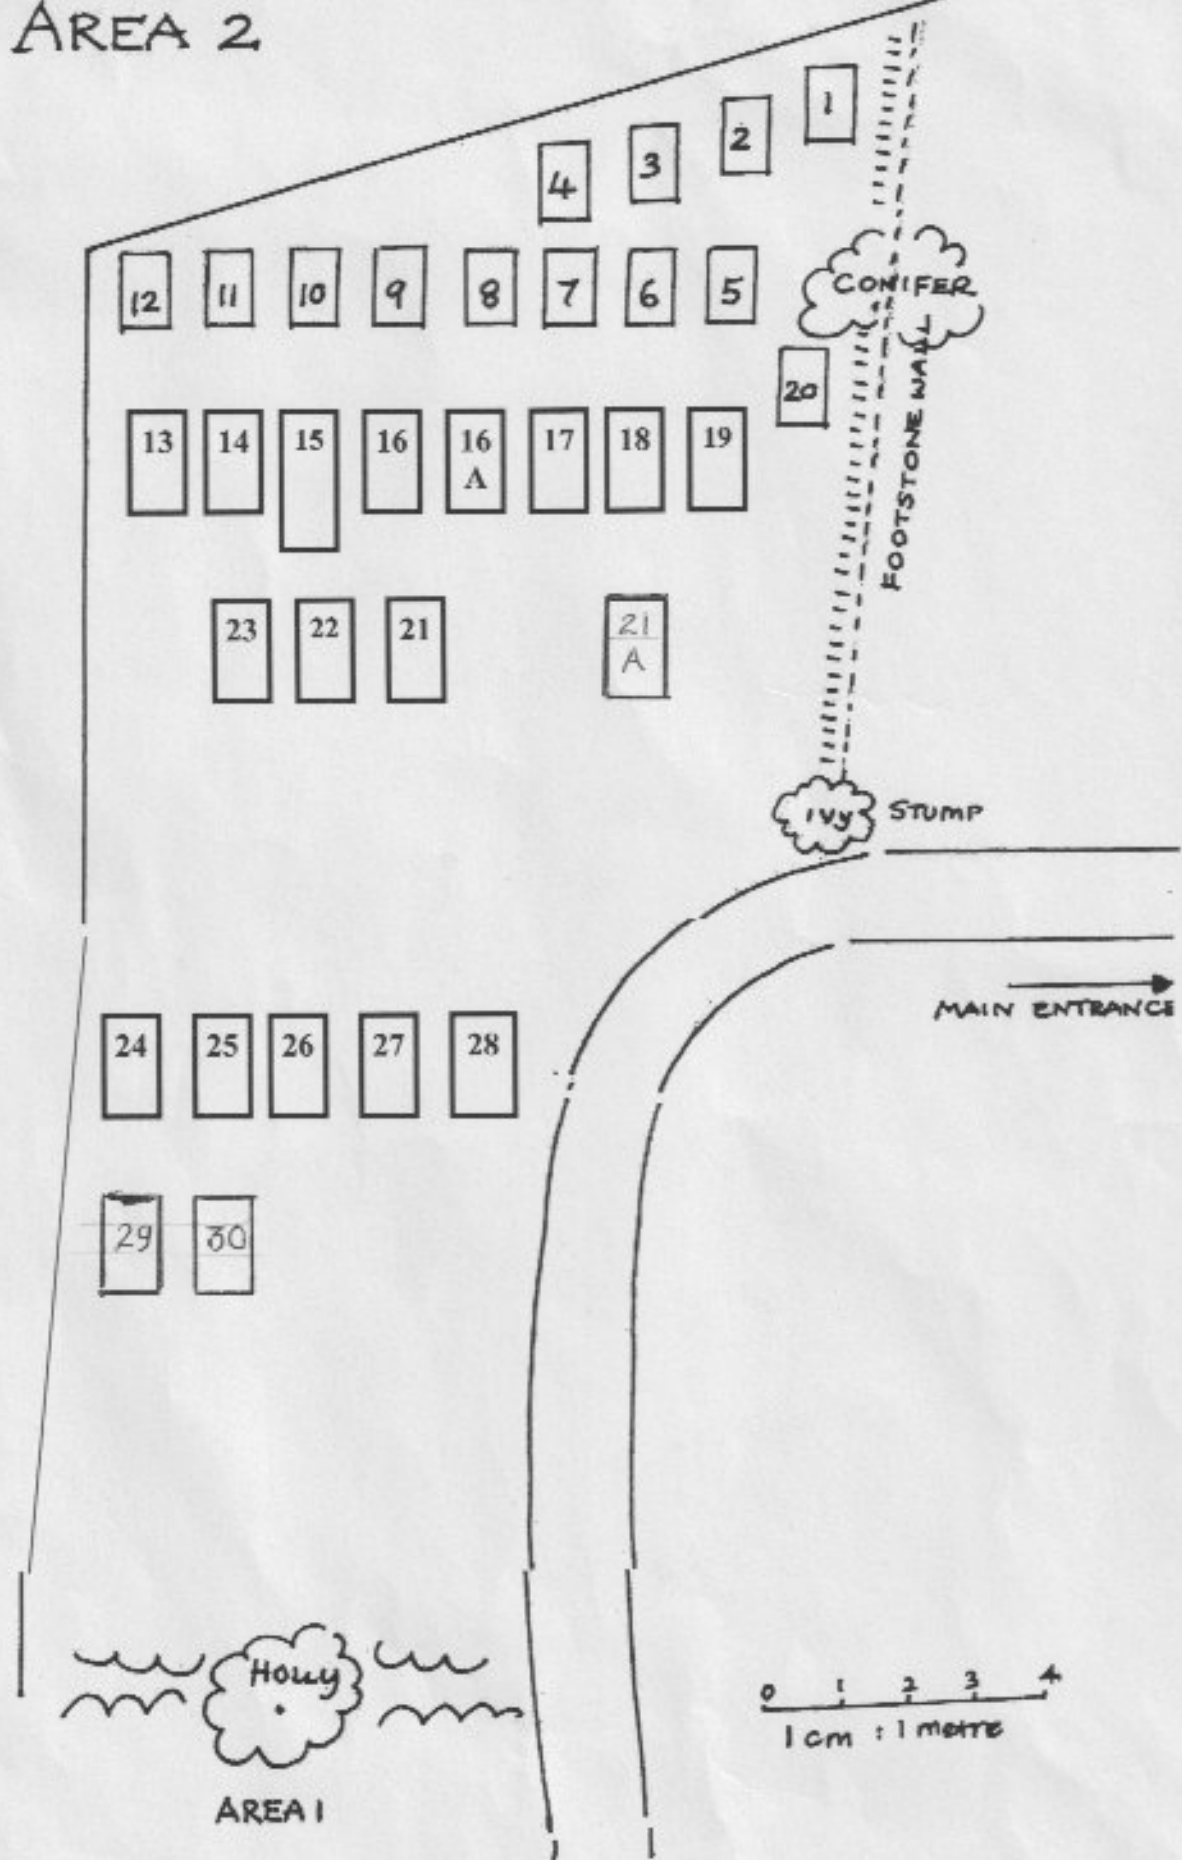 AREA 2
1
2
3
4
12 11 10 9 8 7 6 5
CONIFER
20
FOOTSTONE WALL
13 14 15 16 16 17 18 19
A
23 22 21 21
A
IVY STUMP
MAIN ENTRANCE
24 25 26 27 28
29 30
Holly
0 1 2 3 4
1 cm : 1 metre
AREA 1